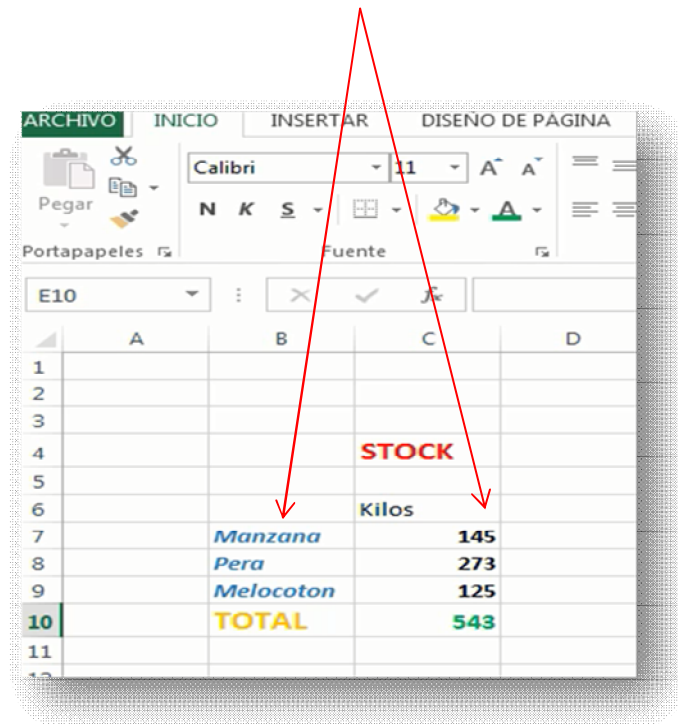 ARCHIVO INICIO INSERTAR DISEÑO DE PÁGINA
Calibri 11 A A
Pegar N K S A
Portapapeles Fuente
E10 fx
A B C D
1
2
3
4 STOCK
5
6 Kilos
7 Manzana 145
8 Pera 273
9 Melocoton 125
10 TOTAL 543
11